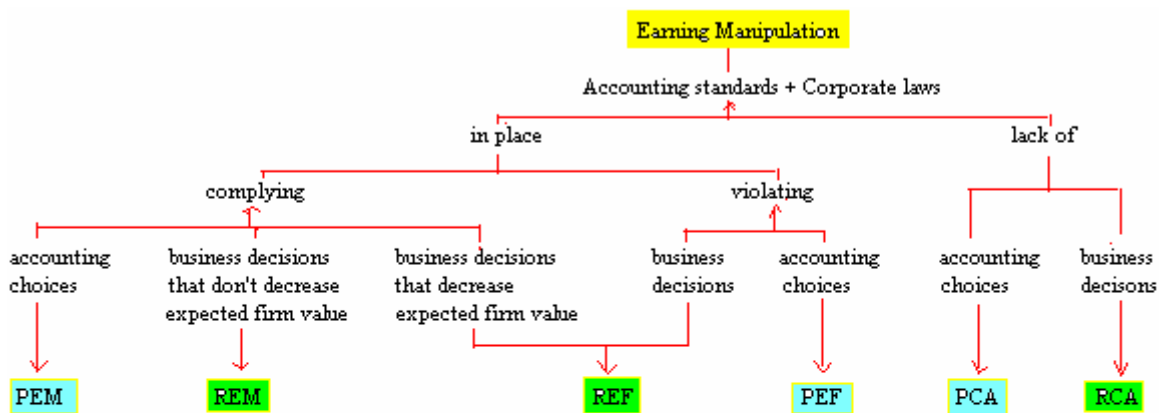 Earning Manipulation
Accounting standards + Corporate laws
in place
lack of
complying
violating
accounting
choices
business decisions
that don't decrease
expected firm value
business decisions
that decrease
expected firm value
business
decisions
accounting
choices
accounting
choices
business
decisons
PEM
REM
REF
PEF
PCA
RCA